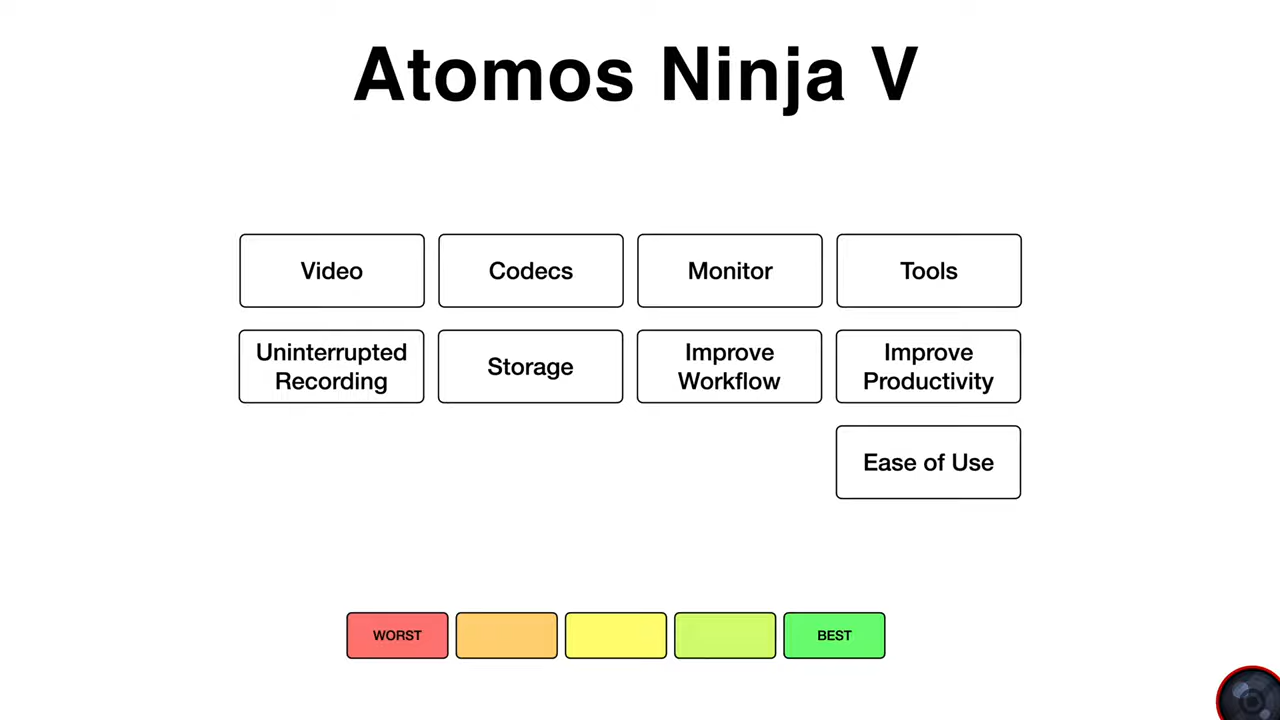 Atomos Ninja V
Video
Codecs
Monitor
Tools
Uninterrupted
Recording
Storage
Improve
Workflow
Improve
Productivity
Ease of Use
WORST
BEST